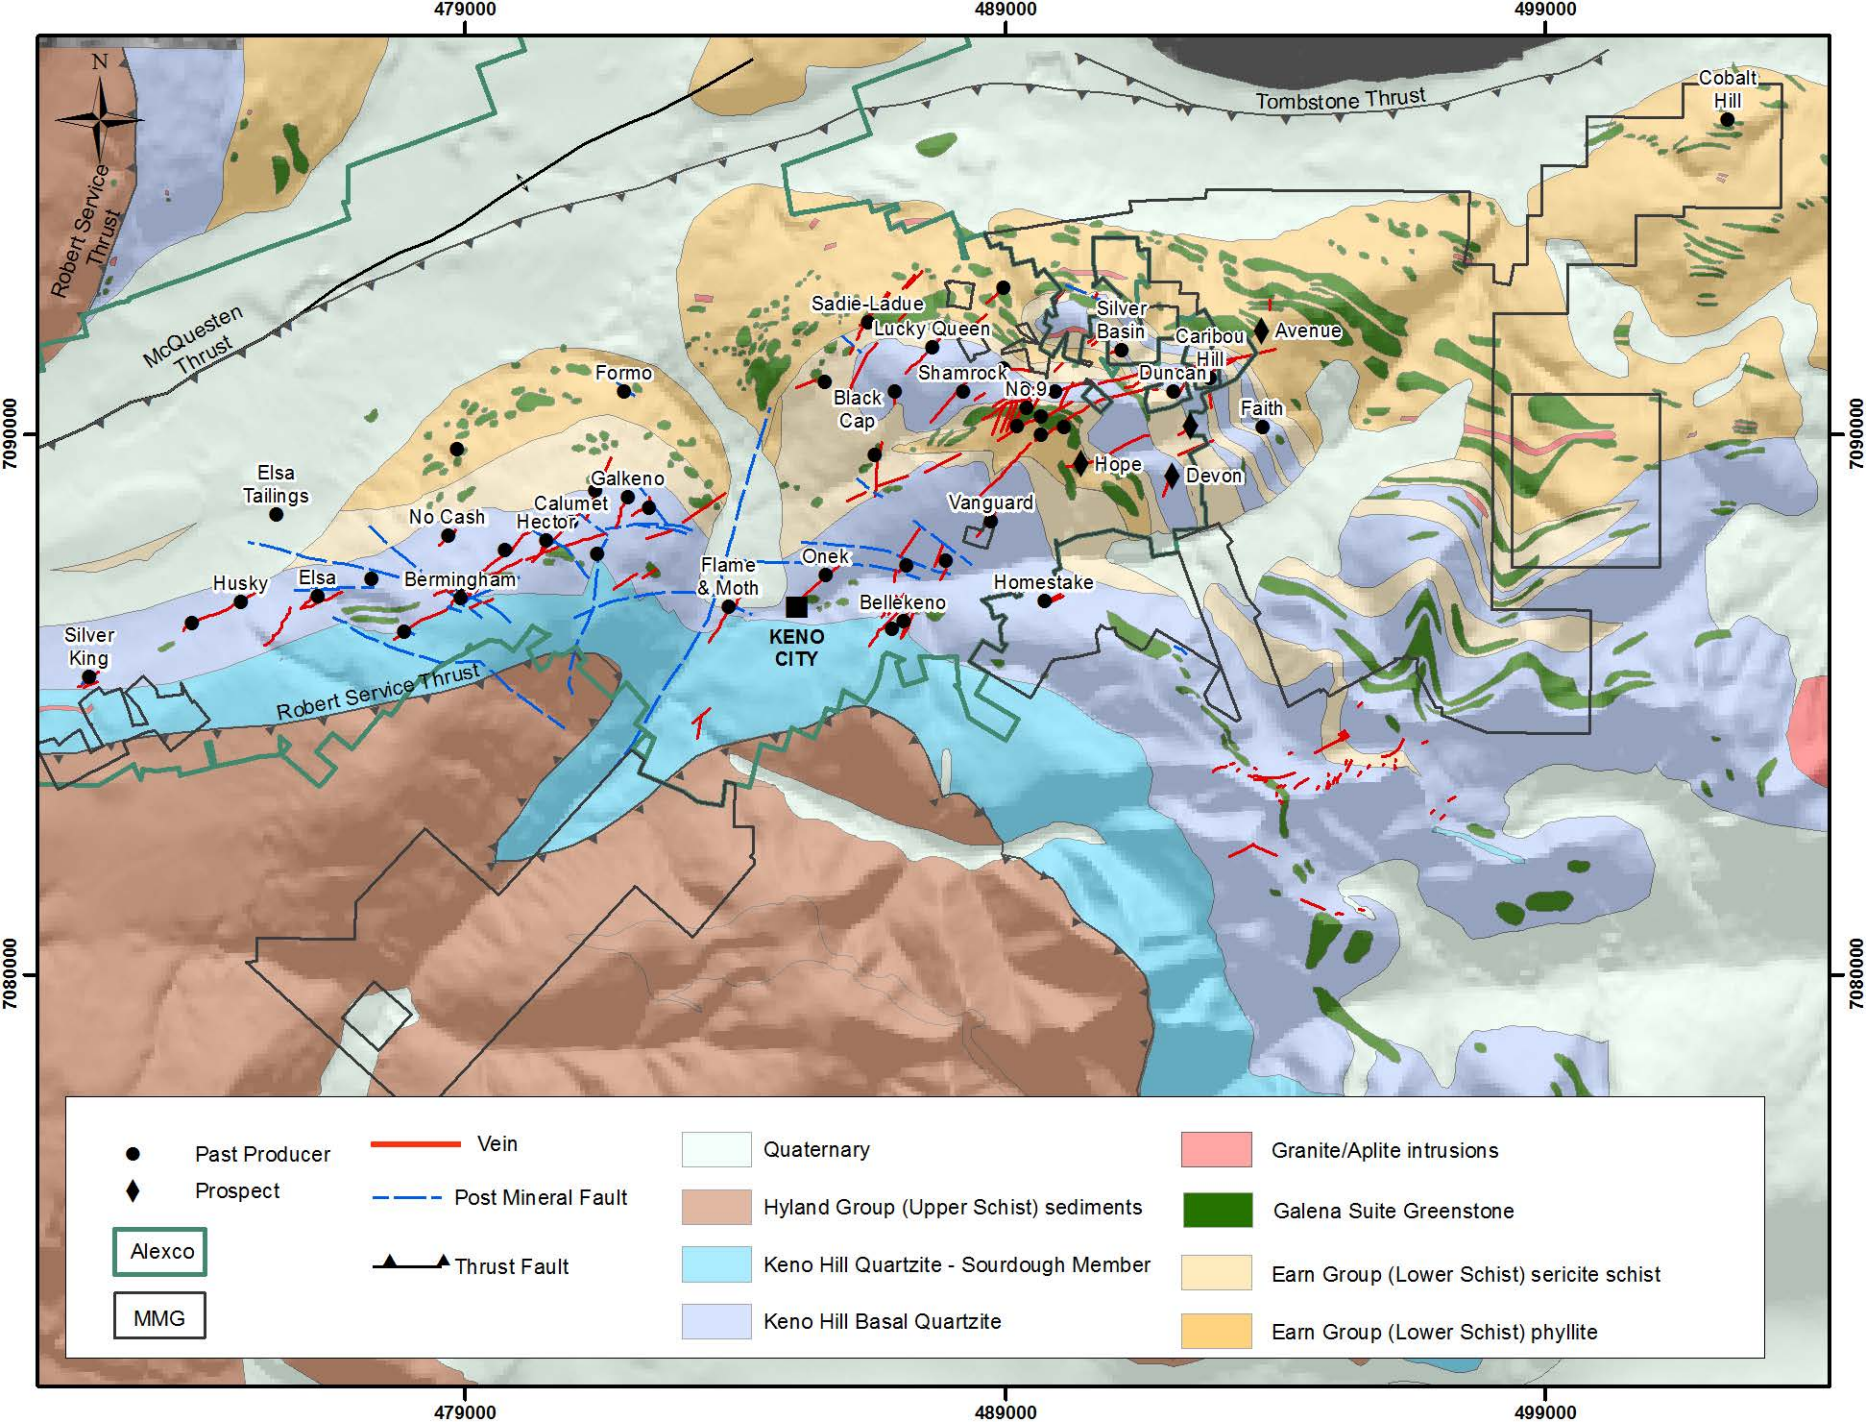 479000
489000
499000
N
Cobalt
Hill
Tombstone Thrust
Robert Service
Thrust
McQuesten
Thrust
Sadie-Ladue
Lucky Queen
Silver
Basin
Caribou
Hill
Avenue
Formo
Shamrock
No.9
Duncan
Black
Cap
Faith
7090000
7090000
Hope
Devon
Elsa
Tailings
Galkeno
Calumet
Hector
No Cash
Vanguard
Onek
Flame
& Moth
Homestake
Husky
Elsa
Bermingham
Bellekeno
Silver
King
KENO
CITY
Robert Service Thrust
7080000
7080000
Past Producer
Prospect
Alexco
MMG
Vein
Post Mineral Fault
Thrust Fault
Quaternary
Hyland Group (Upper Schist) sediments
Keno Hill Quartzite - Sourdough Member
Keno Hill Basal Quartzite
Granite/Aplite intrusions
Galena Suite Greenstone
Earn Group (Lower Schist) sericite schist
Earn Group (Lower Schist) phyllite
479000
489000
499000